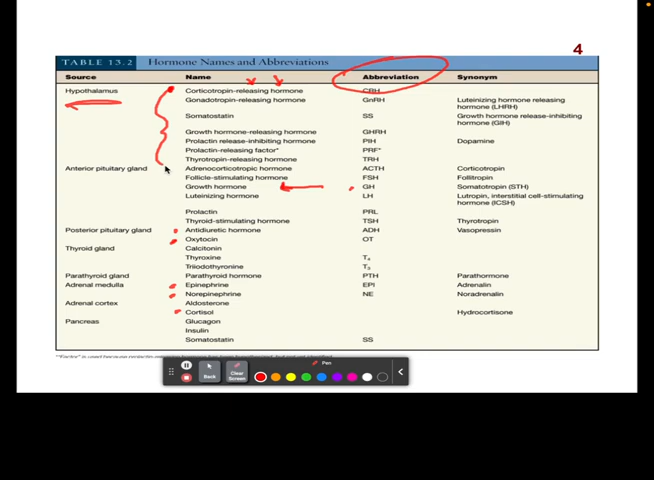 4
TABLE 13.2 Hormone Names and Abbreviations
Source Name Abbreviation Synonym
Hypothalamus Corticotropin-releasing hormone CRH
Gonadotropin-releasing hormone GnRH Luteinizing hormone releasing
hormone (LHRH)
Somatostatin SS Growth hormone release-inhibiting
hormone (GIH)
Growth hormone-releasing hormone GHRH
Prolactin release-inhibiting hormone PIH Dopamine
Prolactin-releasing factor* PRF*
Thyrotropin-releasing hormone TRH
Anterior pituitary gland Adrenocorticotropic hormone ACTH Corticotropin
Follicle-stimulating hormone FSH Follitropin
Growth hormone GH Somatotropin (STH)
Luteinizing hormone LH Lutropin, interstitial cell-stimulating
hormone (ICSH)
Prolactin PRL
Thyroid-stimulating hormone TSH Thyrotropin
Posterior pituitary gland Antidiuretic hormone ADH Vasopressin
Oxytocin OT
Thyroid gland Calcitonin
Thyroxine T4
Triiodothyronine T3
Parathyroid gland Parathyroid hormone PTH Parathormone
Adrenal medulla Epinephrine EPI Adrenalin
Norepinephrine NE Noradrenalin
Adrenal cortex Aldosterone
Cortisol Hydrocortisone
Pancreas Glucagon
Insulin
Somatostatin SS
Pen
Back
Clear
Screen